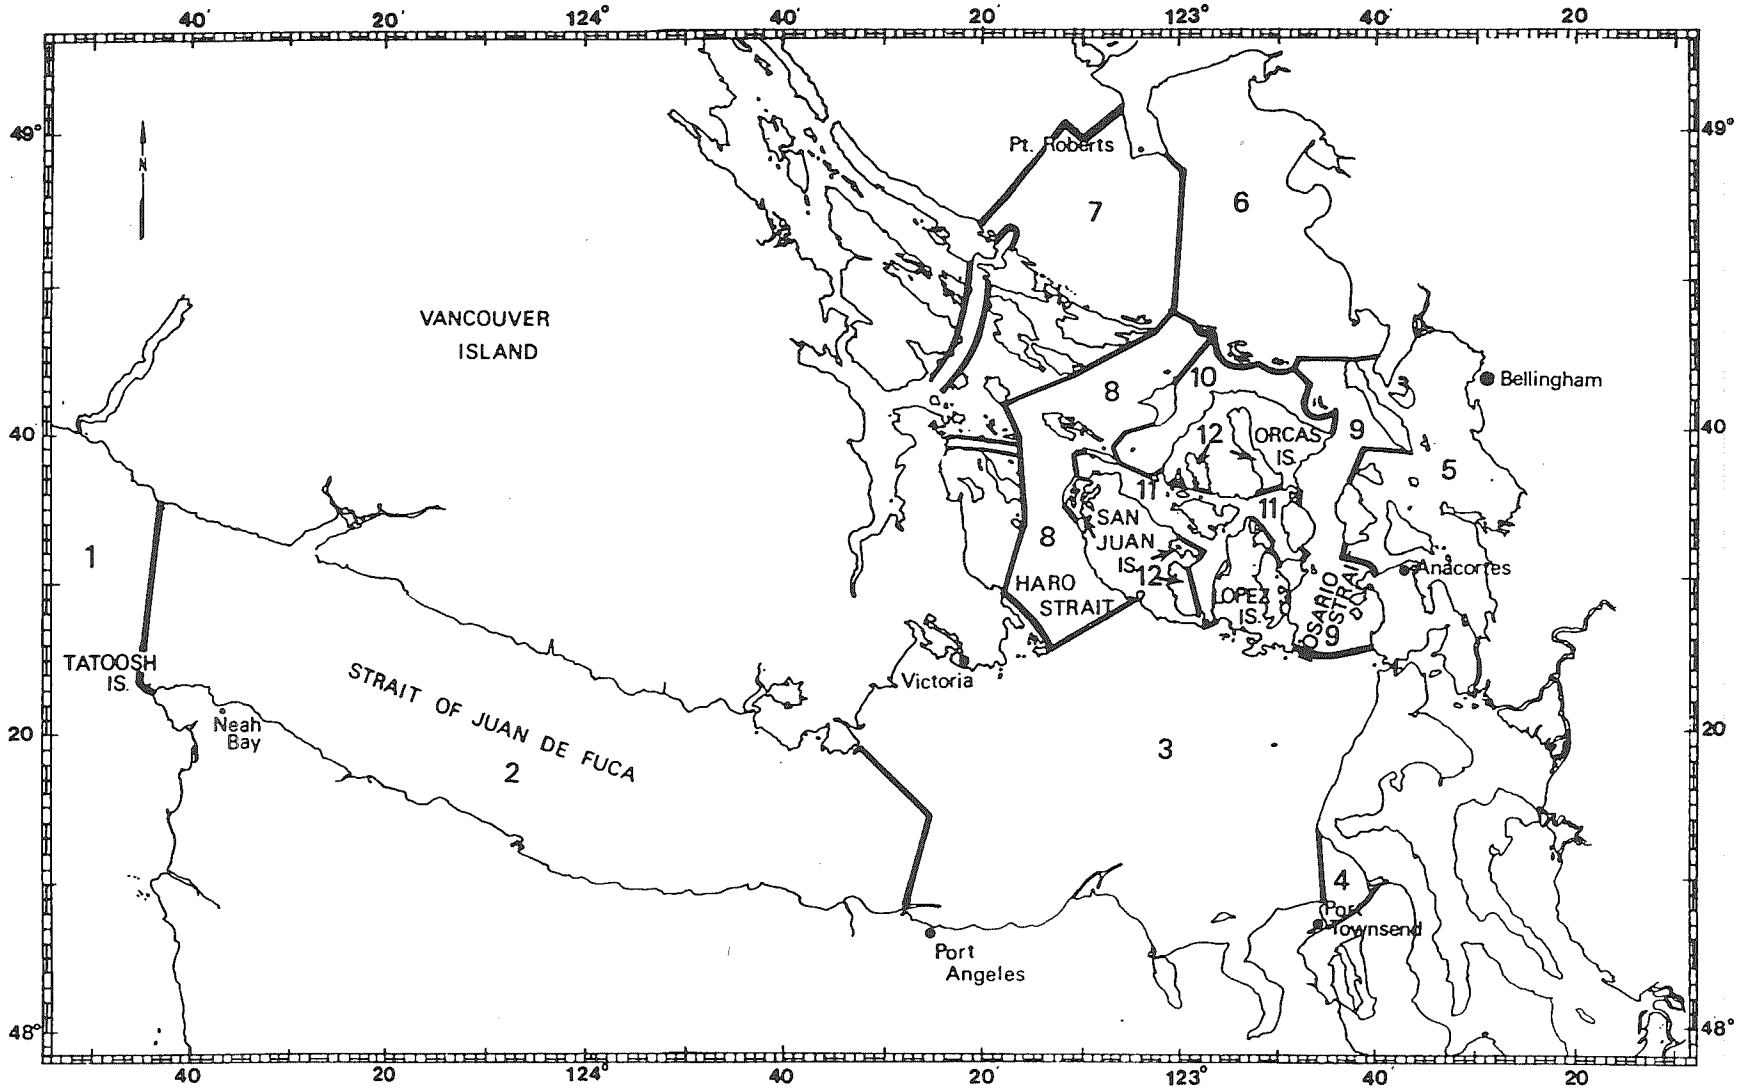 40' 20' 124° 40' 20' 123° 40' 20
49° 49°
N
Pt. Roberts
7 6
VANCOUVER
ISLAND
8 10 3
Bellingham
40 40
12 ORCAS 9
IS.
5
11 11
SAN
JUAN
IS.
1 8
12
Anacortes
HARO
STRAIT
LOPEZ
IS.
OSARIO
STRAI
9
TATOOSH
IS.
Victoria
STRAIT OF JUAN DE FUCA
Neah
Bay
20 20
2 3
4
Por
Townsend
Port
Angeles
48° 48°
40' 20' 124° 40' 20' 123° 40' 20